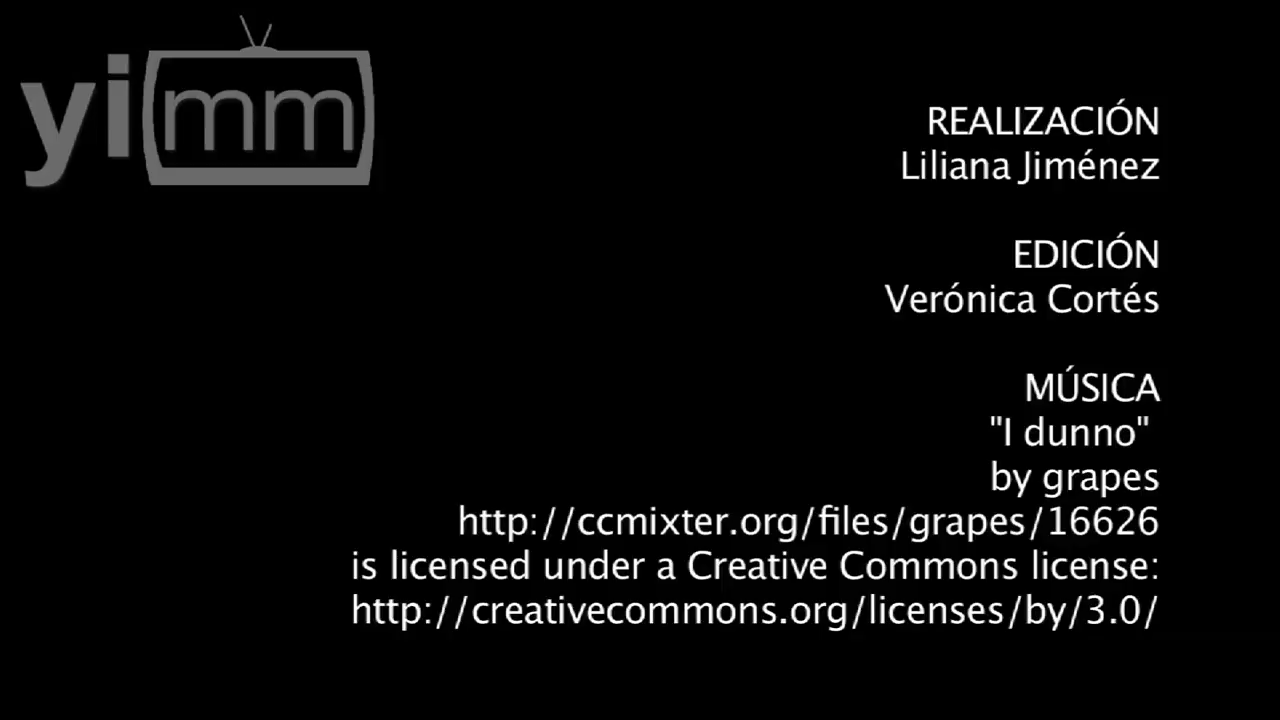 yimm
REALIZACIÓN
Liliana Jiménez
EDICIÓN
Verónica Cortés
MÚSICA
"I dunno"
by grapes
http://ccmixter.org/files/grapes/16626
is licensed under a Creative Commons license:
http://creativecommons.org/licenses/by/3.0/